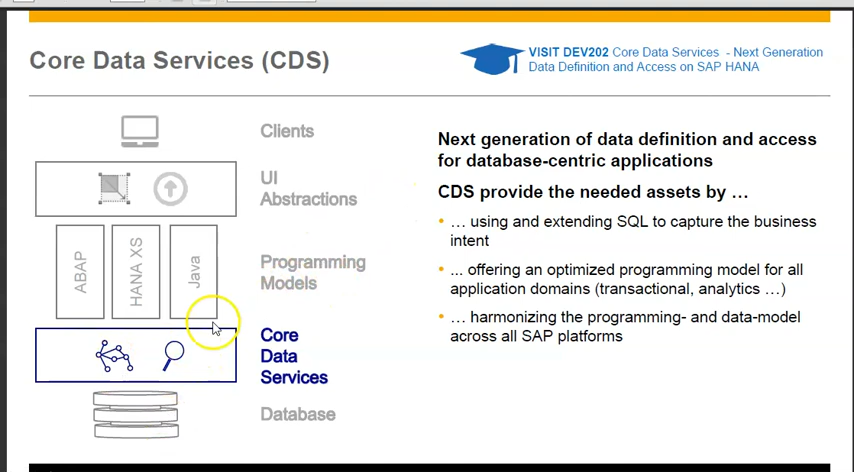 Core Data Services (CDS)
VISIT DEV202 Core Data Services - Next Generation
Data Definition and Access on SAP HANA
Clients
UI
Abstractions
ABAP
HANA XS
Java
Programming
Models
Core
Data
Services
Database
Next generation of data definition and access
for database-centric applications
CDS provide the needed assets by …
• … using and extending SQL to capture the business
intent
• ... offering an optimized programming model for all
application domains (transactional, analytics …)
• … harmonizing the programming- and data-model
across all SAP platforms